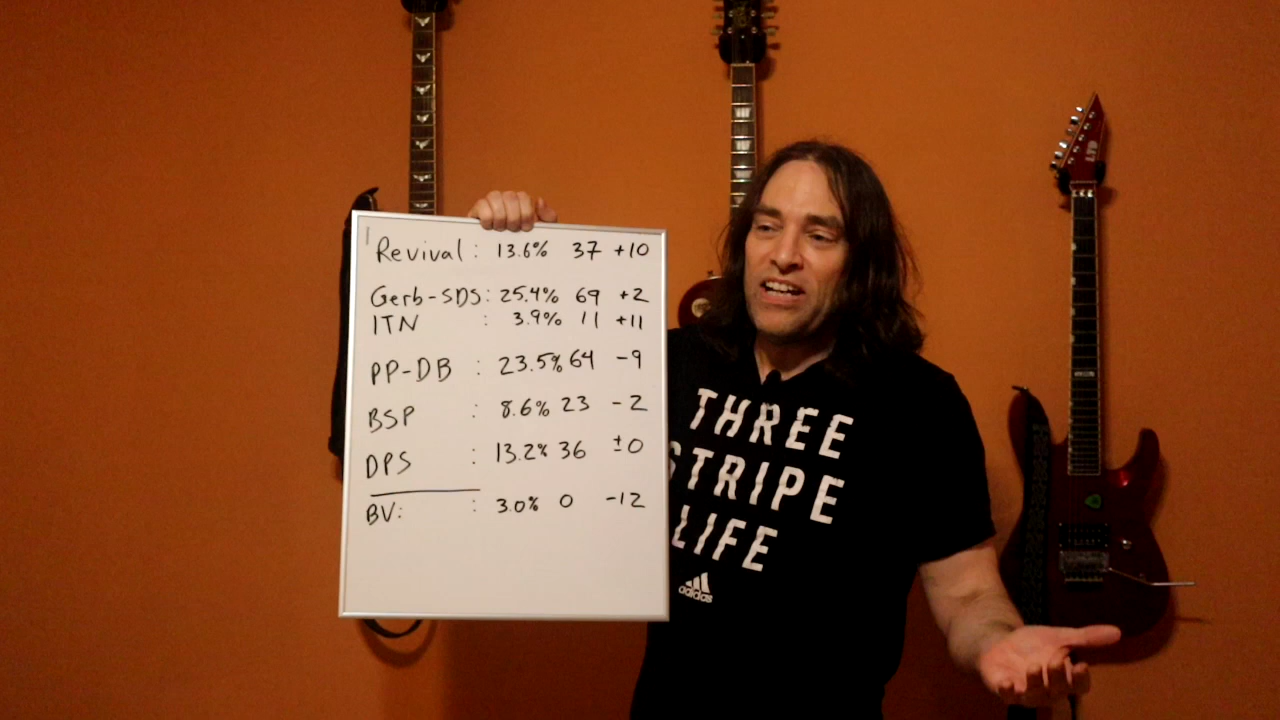 Revival: 13.6% 37 +10
Gerb-SDS: 25.4% 69 +2
ITN : 3.9% 11 +11
PP-DB : 23.5% 64 -9
BSP : 8.6% 23 -2
DPS : 13.2% 36 ±0
BV: : 3.0% 0 -12
THREE
STRIPE
LIFE
adidas
LTD